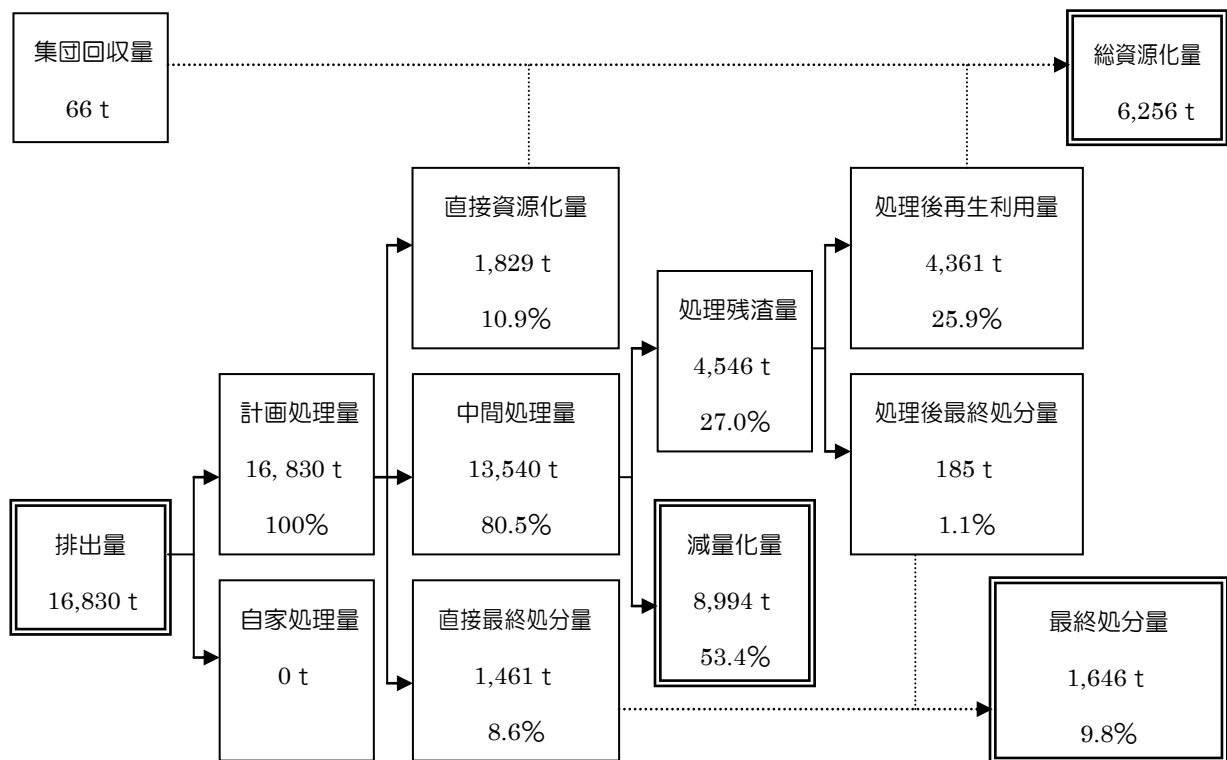 集団回収量
66 t
総資源化量
6,256 t
直接資源化量
1,829 t
10.9%
処理後再生利用量
4,361 t
25.9%
処理残渣量
4,546 t
27.0%
計画処理量
16, 830 t
100%
中間処理量
13,540 t
80.5%
処理後最終処分量
185 t
1.1%
排出量
16,830 t
減量化量
8,994 t
53.4%
自家処理量
0 t
直接最終処分量
1,461 t
8.6%
最終処分量
1,646 t
9.8%